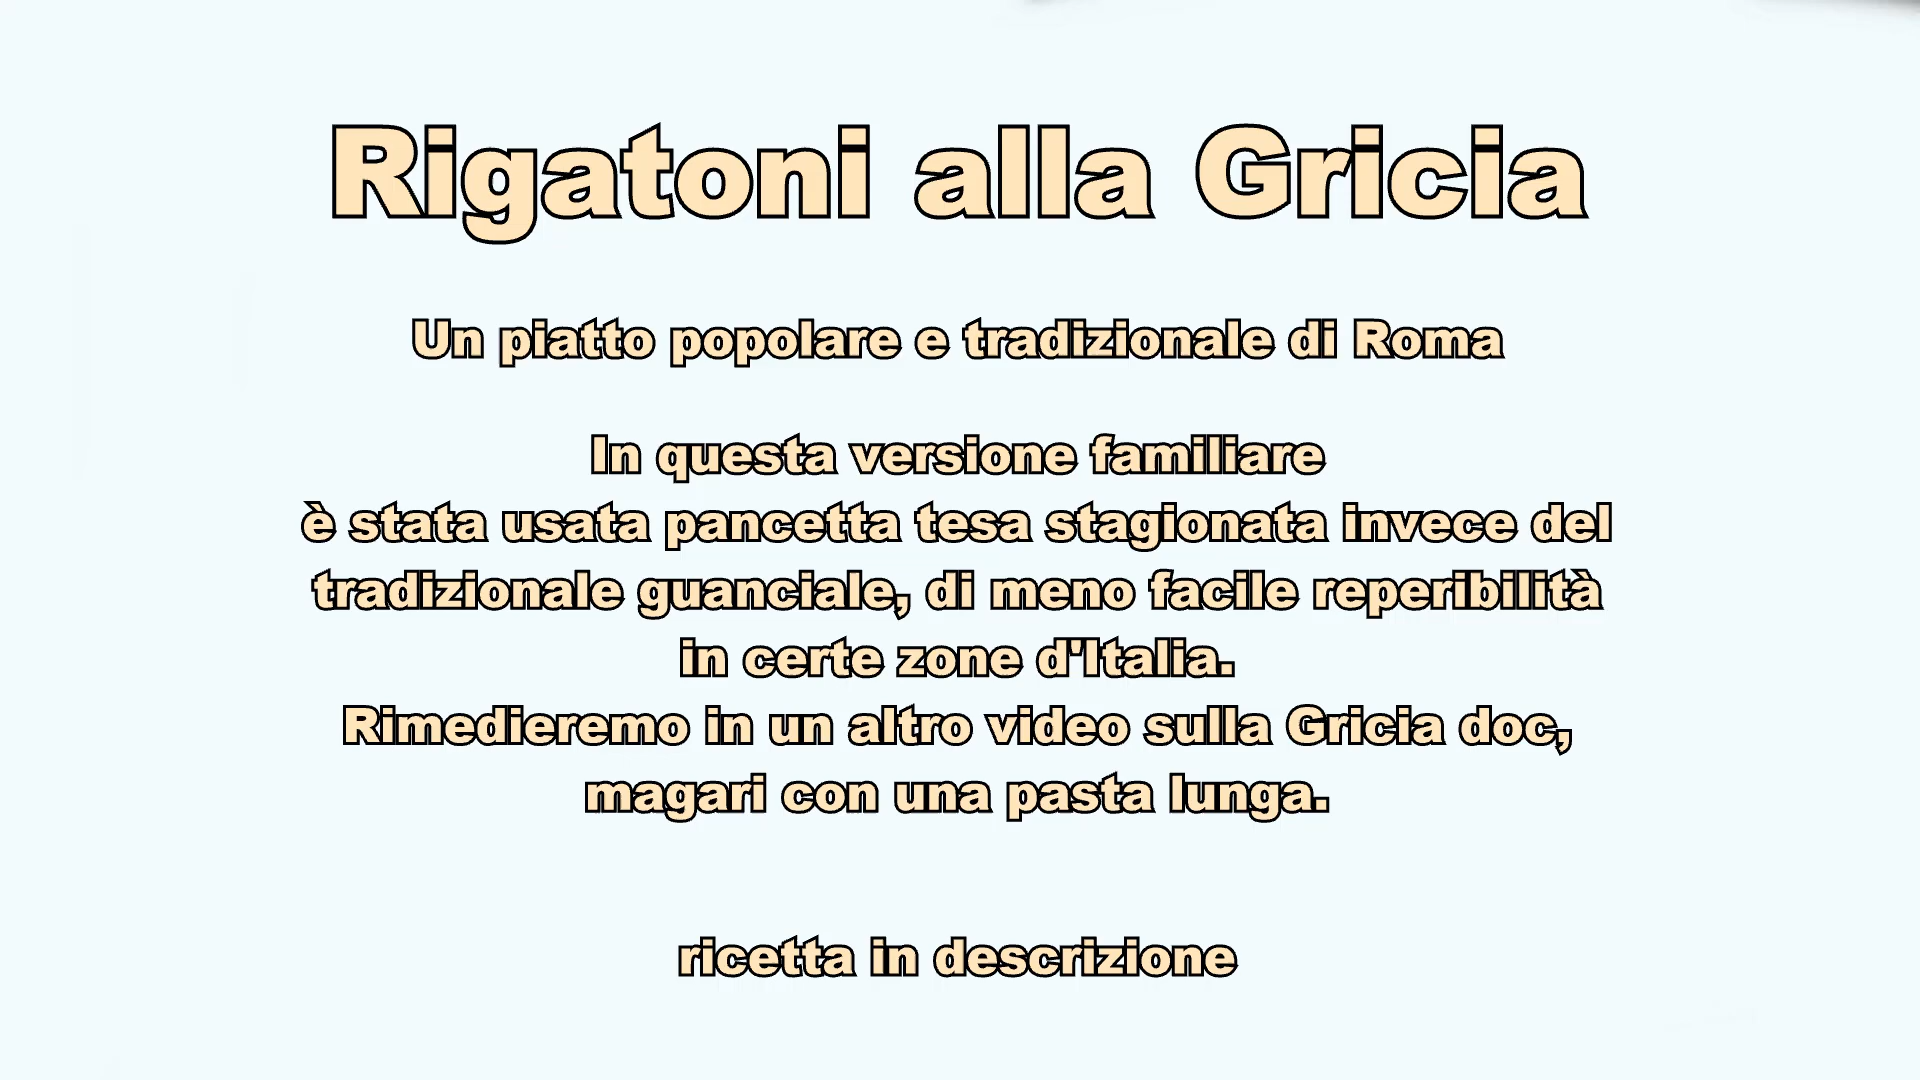 Rigatoni alla Gricia
Un piatto popolare e tradizionale di Roma
In questa versione familiare
è stata usata pancetta tesa stagionata invece del
tradizionale guanciale, di meno facile reperibilità
in certe zone d'Italia.
Rimedieremo in un altro video sulla Gricia doc,
magari con una pasta lunga.
ricetta in descrizione